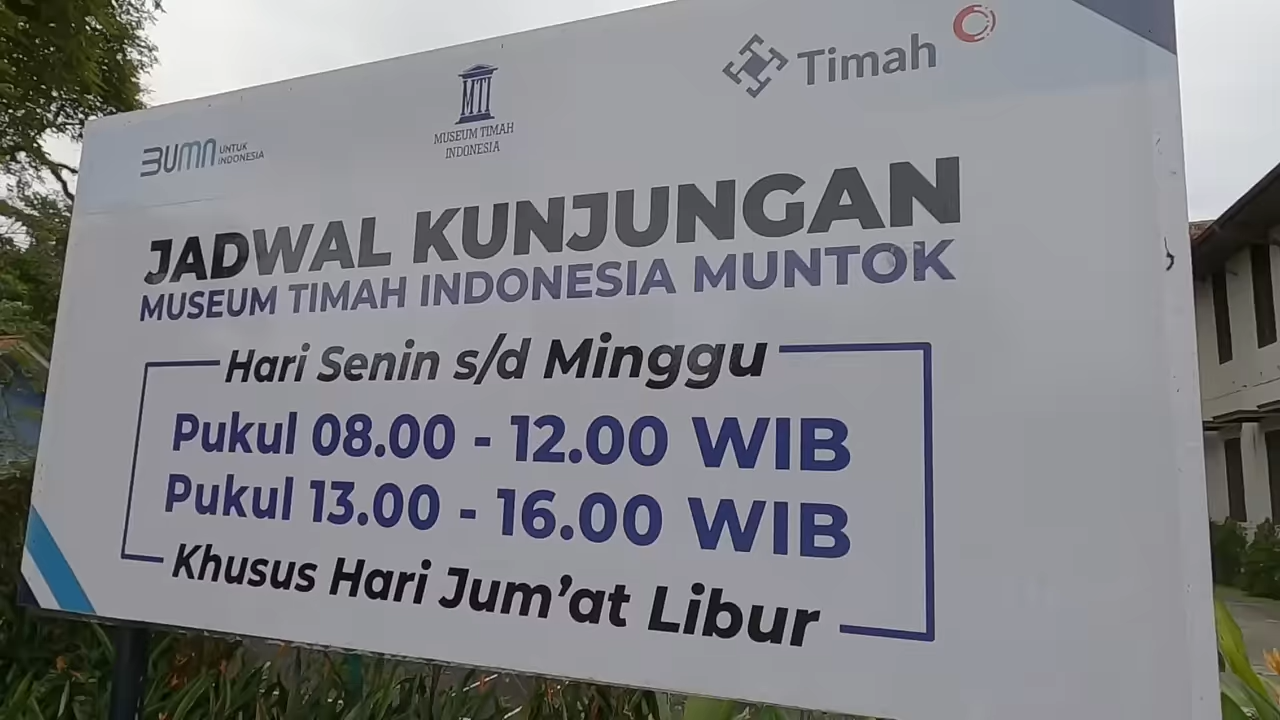 BUMN UNTUK INDONESIA
MTI
MUSEUM TIMAH
INDONESIA
Timah
JADWAL KUNJUNGAN
MUSEUM TIMAH INDONESIA MUNTOK
Hari Senin s/d Minggu
Pukul 08.00 - 12.00 WIB
Pukul 13.00 - 16.00 WIB
Khusus Hari Jum'at Libur